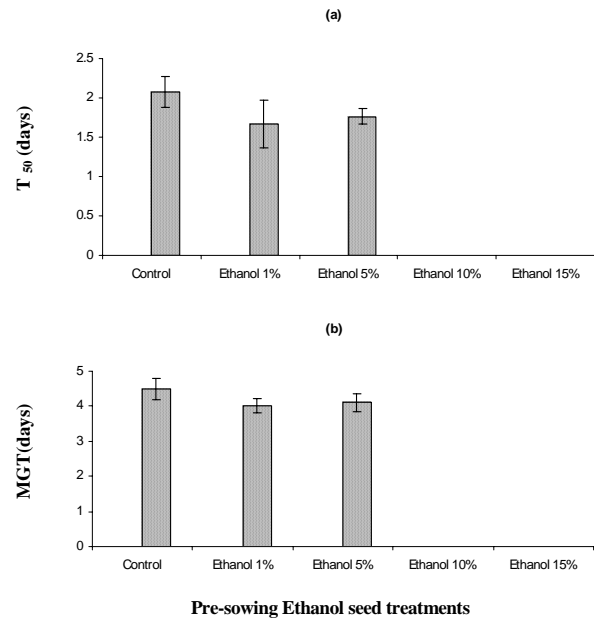 (a)
T 50 (days)
2.5
2
1.5
1
0.5
0
Control Ethanol 1% Ethanol 5% Ethanol 10% Ethanol 15%
(b)
MGT(days)
5
4
3
2
1
0
Control Ethanol 1% Ethanol 5% Ethanol 10% Ethanol 15%
Pre-sowing Ethanol seed treatments